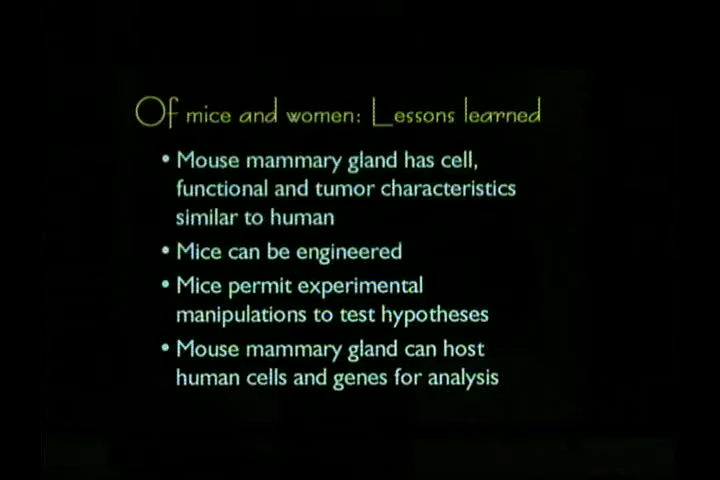 Of mice and women: Lessons learned
• Mouse mammary gland has cell,
functional and tumor characteristics
similar to human
• Mice can be engineered
• Mice permit experimental
manipulations to test hypotheses
• Mouse mammary gland can host
human cells and genes for analysis